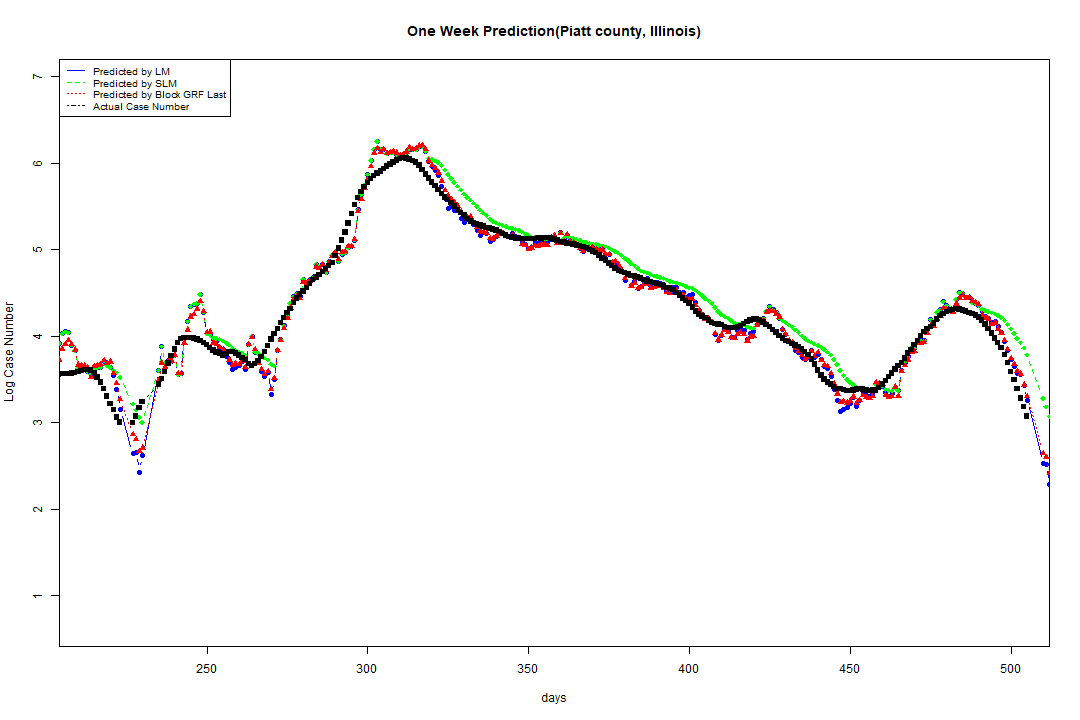 One Week Prediction(Piatt county, Illinois)
Predicted by LM
Predicted by SLM
Predicted by Block GRF Last
Actual Case Number
7
6
5
4
3
2
1
Log Case Number
250 300 350 400 450 500
days